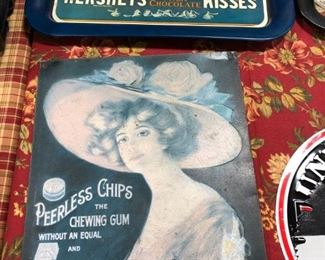 HERSHEY'S CHOCOLATE KISSES
PEERLESS CHIPS
THE
CHEWING GUM
WITHOUT AN EQUAL
AND